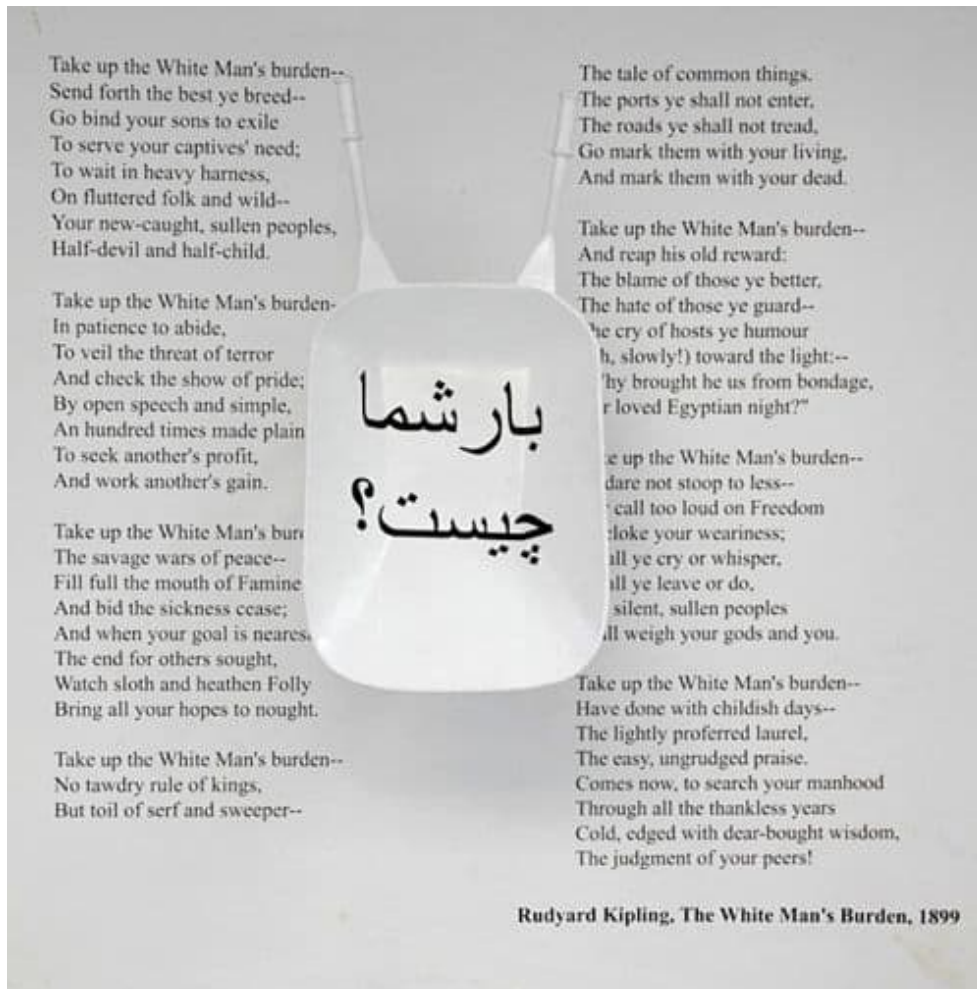 Take up the White Man's burden--
Send forth the best ye breed--
Go bind your sons to exile
To serve your captives' need;
To wait in heavy harness,
On fluttered folk and wild--
Your new-caught, sullen peoples,
Half-devil and half-child.
Take up the White Man's burden-
In patience to abide,
To veil the threat of terror
And check the show of pride;
By open speech and simple,
An hundred times made plain
To seek another's profit,
And work another's gain.
Take up the White Man's
The savage wars of peace--
Fill full the mouth of Famine
And bid the sickness cease;
And when your goal is
The end for others sought,
Watch sloth and heathen Folly
Bring all your hopes to nought.
Take up the White Man's burden--
No tawdry rule of kings,
But toil of serf and sweeper--
The tale of common things.
The ports ye shall not enter,
The roads ye shall not tread,
Go mark them with your living,
And mark them with your dead.
Take up the White Man's burden--
And reap his old reward:
The blame of those ye better,
The hate of those ye guard--
cry of hosts ye humour
slowly!) toward the light:--
brought he us from bondage,
loved Egyptian night?"
up the White Man's burden--
dare not stoop to less--
call too loud on Freedom
your weariness;
ye cry or whisper,
ye leave or do,
silent, sullen peoples
weigh your gods and you.
Take up the White Man's burden--
Have done with childish days--
The lightly proferred laurel,
The easy, ungrudged praise.
Comes now, to search your manhood
Through all the thankless years
Cold, edged with dear-bought wisdom,
The judgment of your peers!
Rudyard Kipling, The White Man's Burden, 1899
بار شما
چیست؟